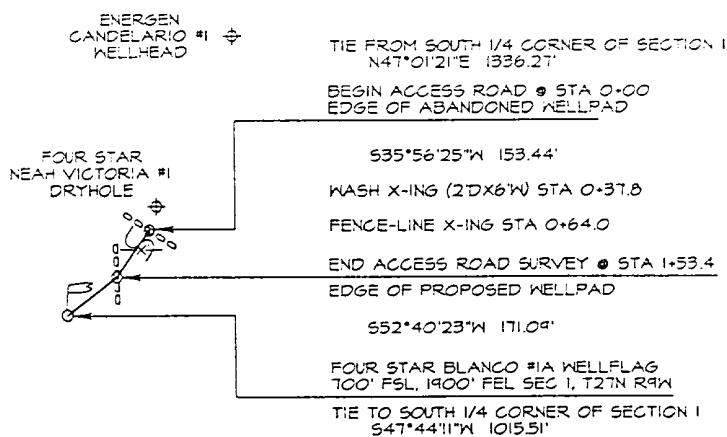 ENERGEN
CANDELARIO #1
WELLHEAD
TIE FROM SOUTH 1/4 CORNER OF SECTION 1
N47°01'21"E 1336.27'
BEGIN ACCESS ROAD @ STA 0+00
EDGE OF ABANDONED WELLPAD
FOUR STAR
NEAH VICTORIA #1
DRYHOLE
S35°56'25"W 153.44'
WASH X-ING (2'DX6'W) STA 0+37.8
FENCE-LINE X-ING STA 0+64.0
END ACCESS ROAD SURVEY @ STA 1+53.4
EDGE OF PROPOSED WELLPAD
S52°40'23"W 171.09'
FOUR STAR BLANCO #1A WELLFLAG
700' FSL, 1900' FEL SEC 1, T27N R9W
TIE TO SOUTH 1/4 CORNER OF SECTION 1
S47°44'11"W 1015.51'